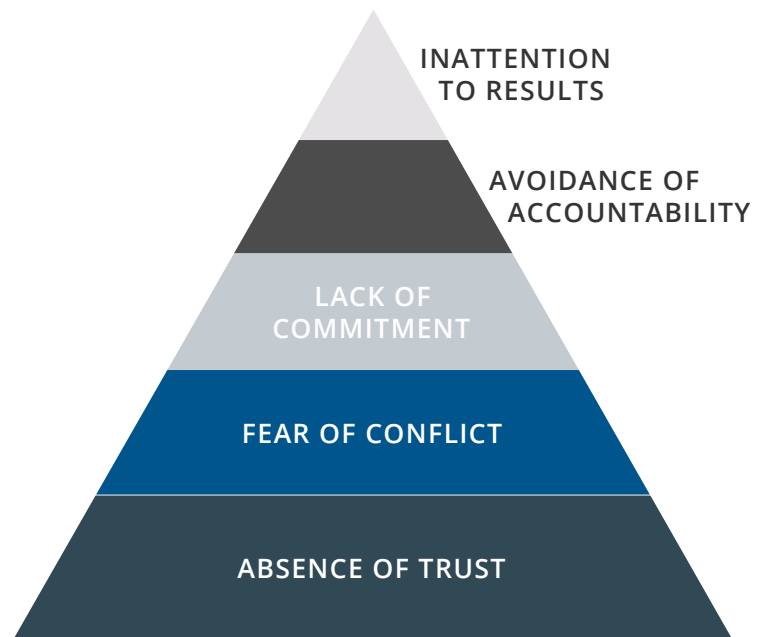 INATTENTION
TO RESULTS
AVOIDANCE OF
ACCOUNTABILITY
LACK OF
COMMITMENT
FEAR OF CONFLICT
ABSENCE OF TRUST